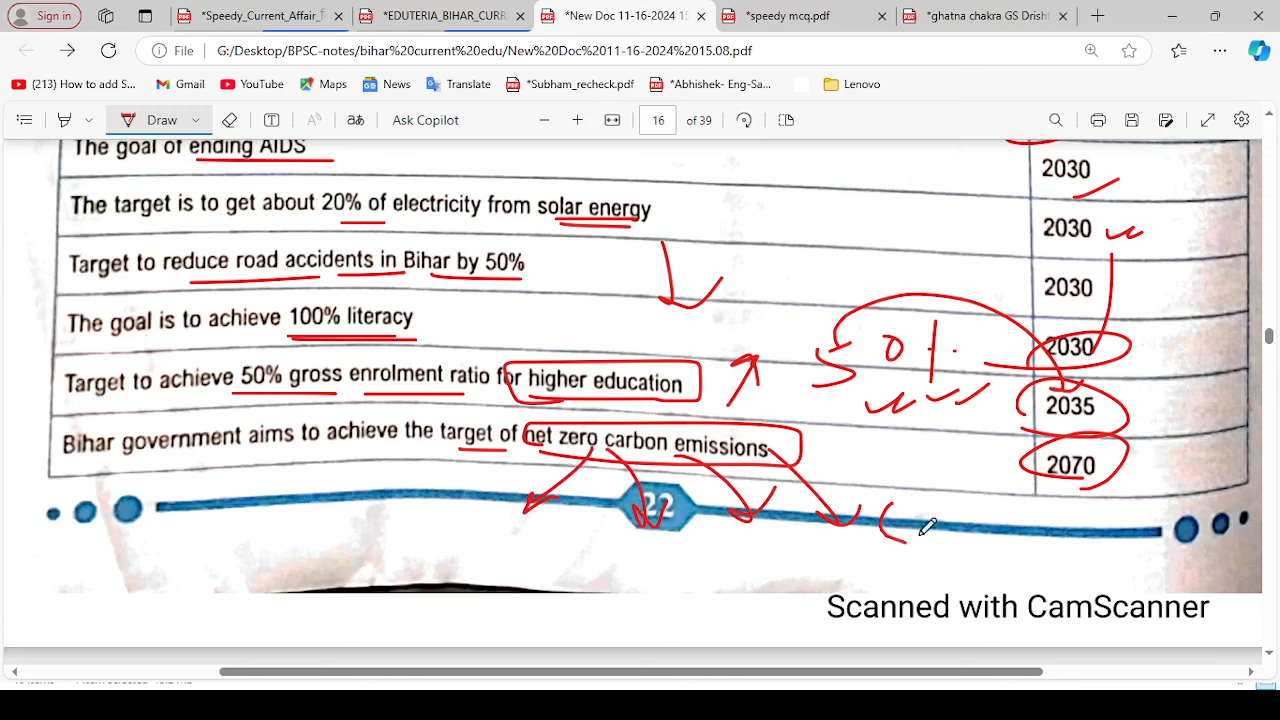 Sign in
*Speedy_Current_Affair_
*EDUTERIA_BIHAR_CURR
*New Doc 11-16-2024 15
*speedy mcq.pdf
*ghatna chakra GS Drisht
File
G:/Desktop/BPSC-notes/bihar%20current%20edu/New%20Doc%2011-16-2024%2015.08.pdf
(213) How to add S...
Gmail
YouTube
Maps
News
Translate
*Subham_recheck.pdf
*Abhishek- Eng-Sa...
Lenovo
Draw
Ask Copilot
16 of 39
The goal of ending AIDS 2030
The target is to get about 20% of electricity from solar energy 2030
Target to reduce road accidents in Bihar by 50% 2030
The goal is to achieve 100% literacy 2030
50%
Target to achieve 50% gross enrolment ratio for higher education 2035
Bihar government aims to achieve the target of net zero carbon emissions 2070
22
Scanned with CamScanner